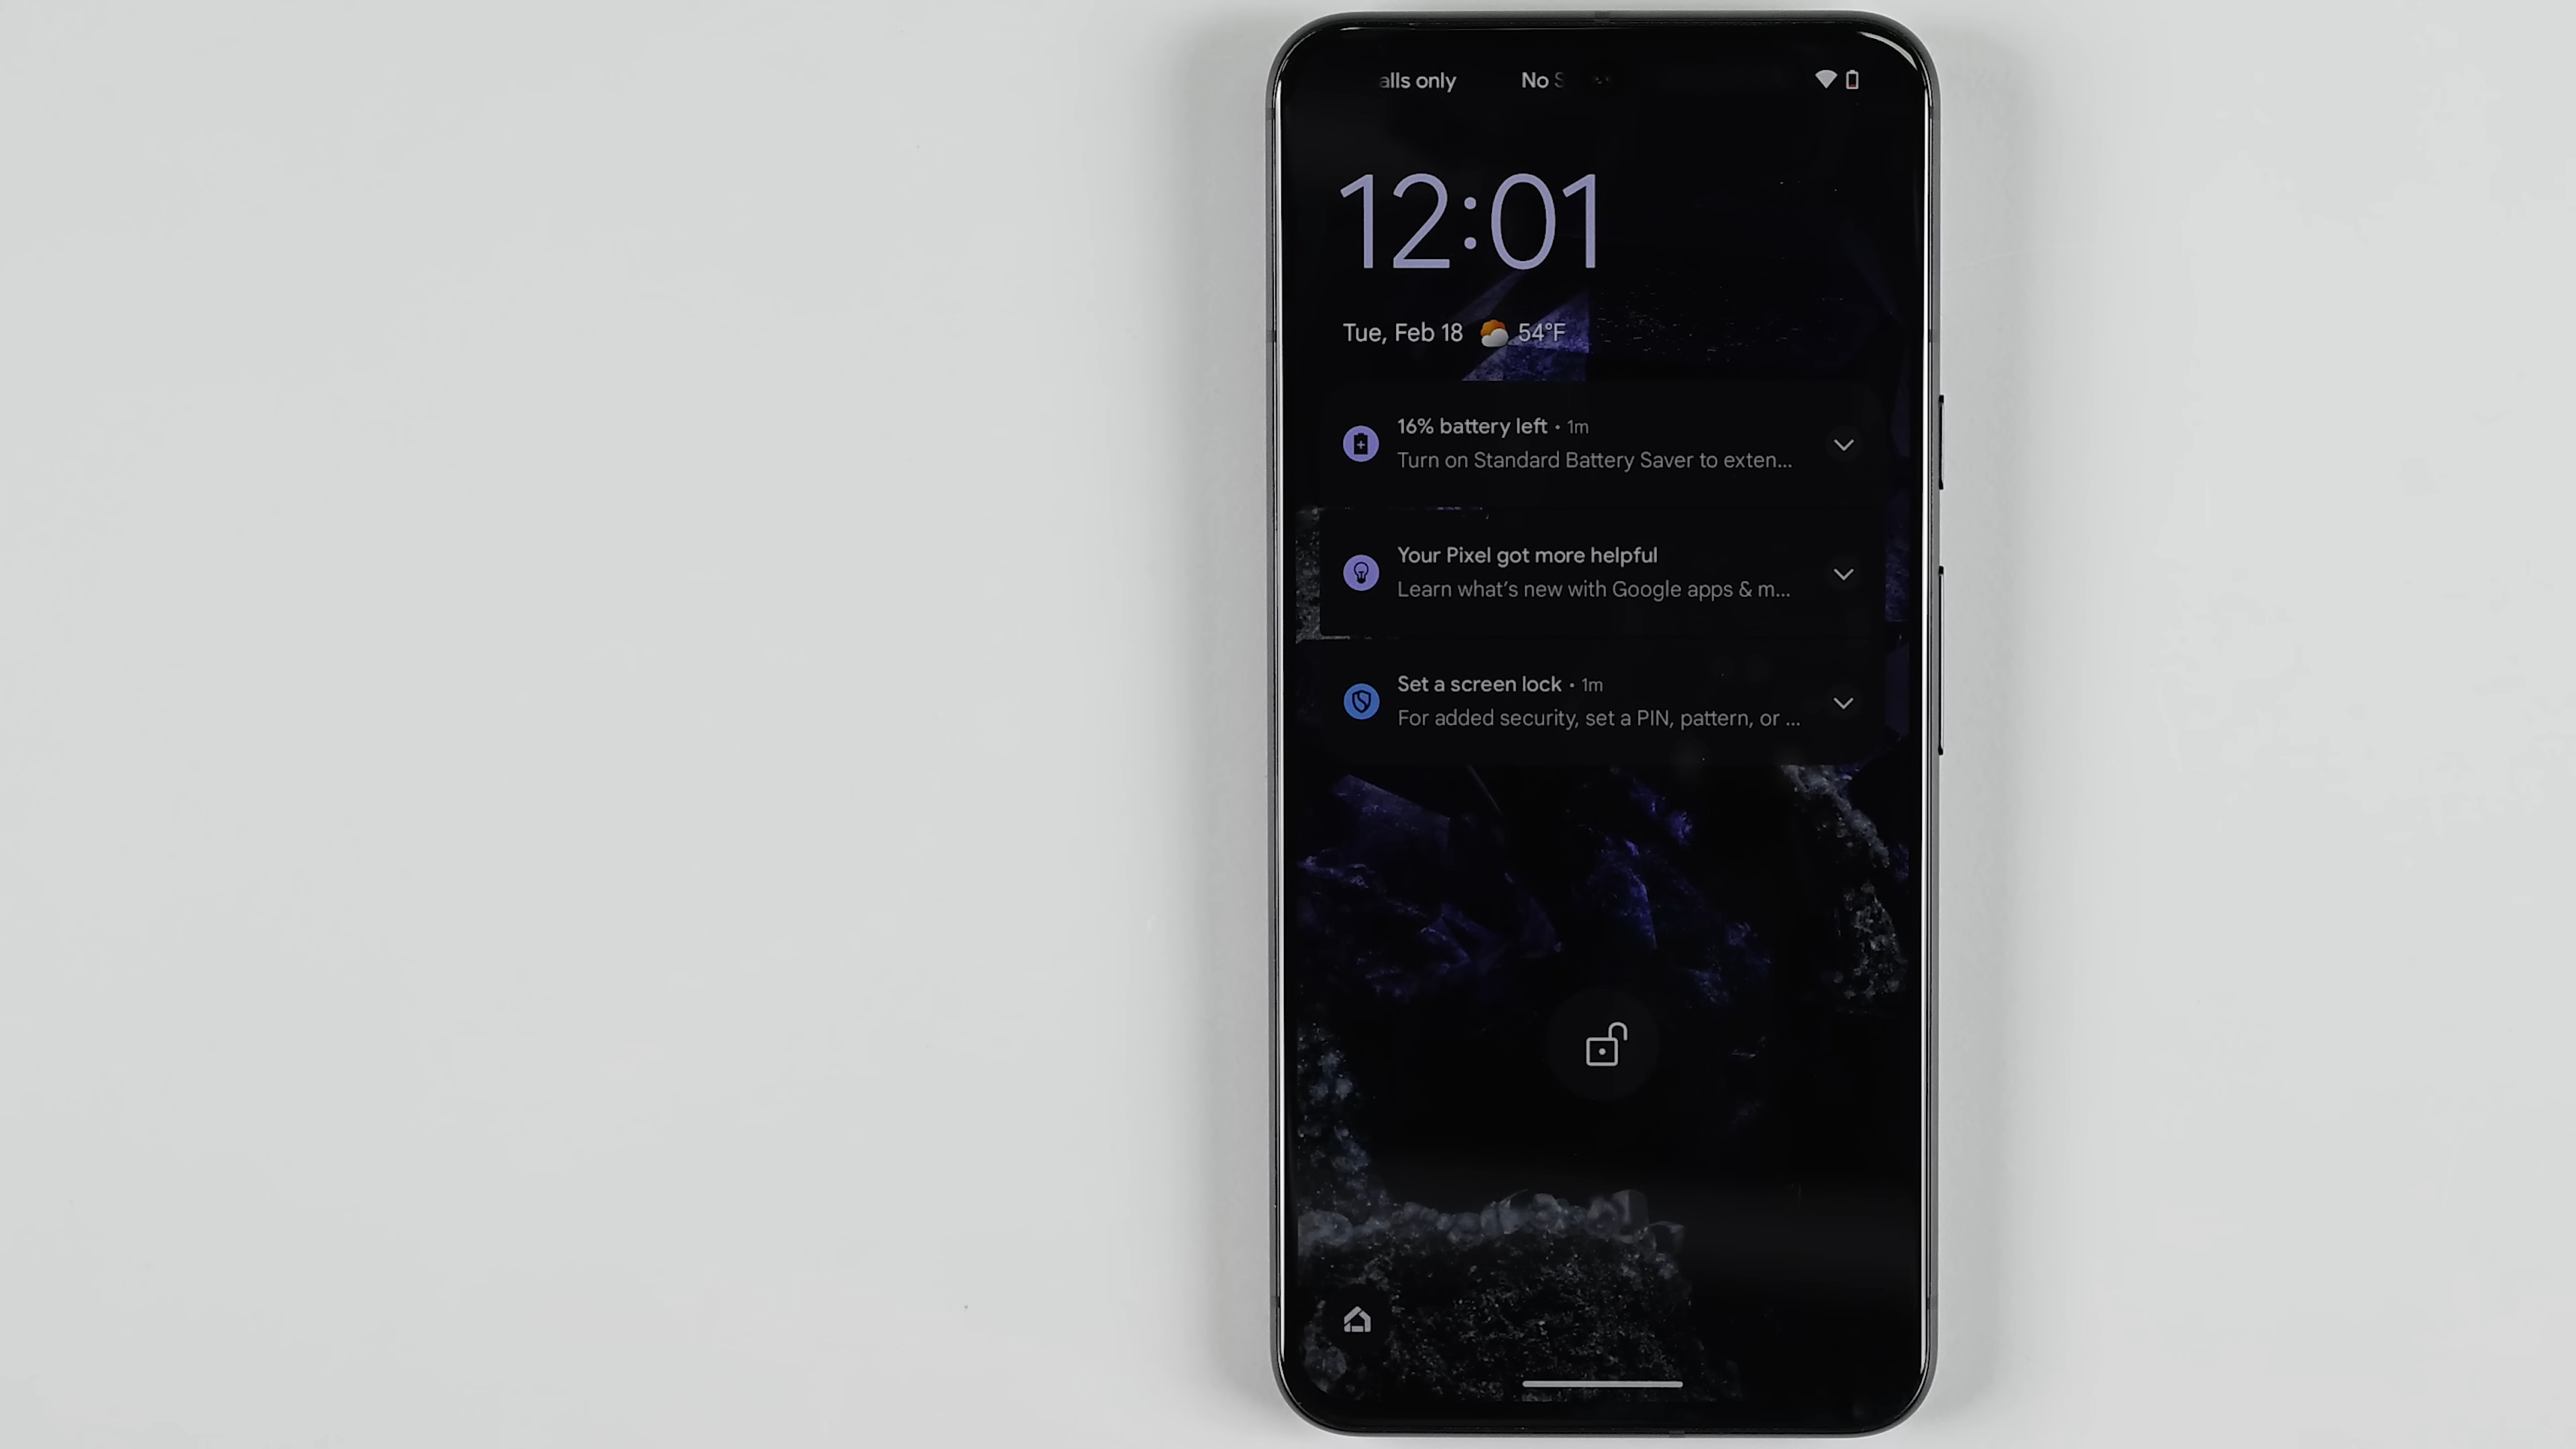 alls only No
12:01
Tue, Feb 18 54°F
16% battery left • 1m
Turn on Standard Battery Saver to exten...
Your Pixel got more helpful
Learn what's new with Google apps & m...
Set a screen lock • 1m
For added security, set a PIN, pattern, or ...